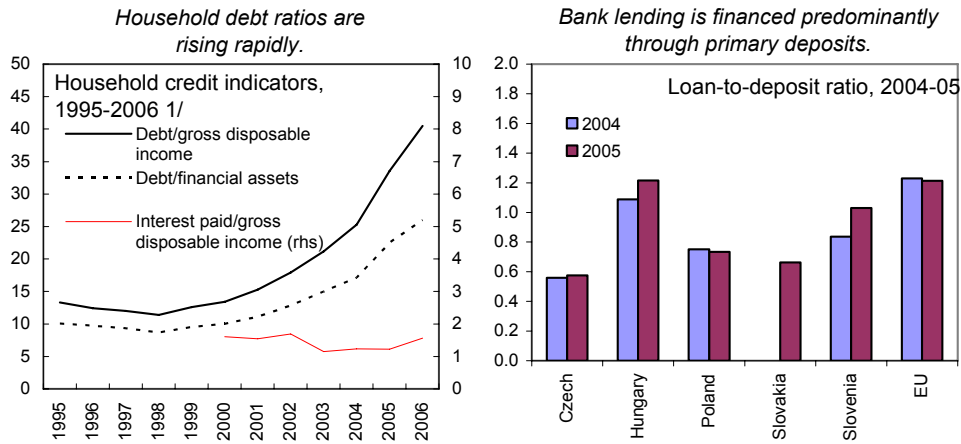 Household debt ratios are
rising rapidly.
50
45
40
35
30
25
20
15
10
5
0
Household credit indicators,
1995-2006 1/
Debt/gross disposable
income
Debt/financial assets
Interest paid/gross
disposable income (rhs)
10
9
8
7
6
5
4
3
2
1
0
1995
1996
1997
1998
1999
2000
2001
2002
2003
2004
2005
2006
Bank lending is financed predominantly
through primary deposits.
2.0
1.8
1.6
1.4
1.2
1.0
0.8
0.6
0.4
0.2
0.0
Loan-to-deposit ratio, 2004-05
2004
2005
Czech
Hungary
Poland
Slovakia
Slovenia
EU